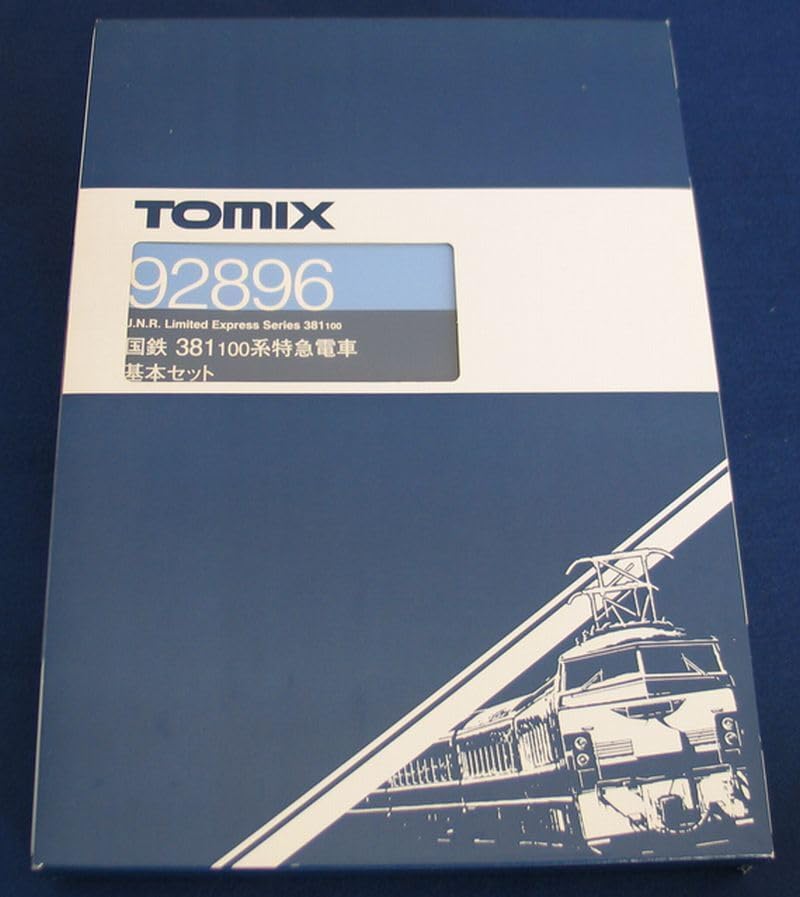 TOMIX
92896
J.N.R. Limited Express Series 381100
国鉄 381100系特急電車
基本セット